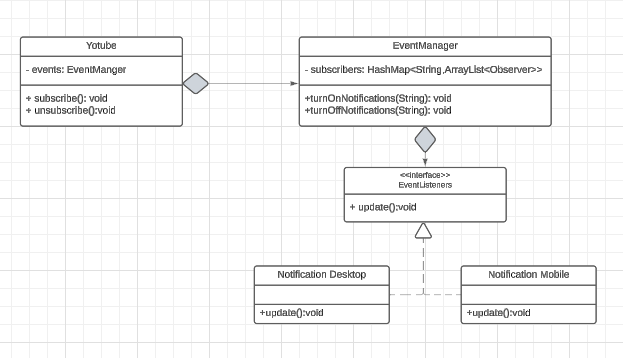 Yotube
- events: EventManger
+ subscribe(): void
+ unsubscribe():void
EventManager
- subscribers: HashMap<String,ArrayList<Observer>>
+turnOnNotifications(String): void
+turnOffNotifications(String): void
<<interface>>
EventListeners
+ update():void
Notification Desktop
+update():void
Notification Mobile
+update():void